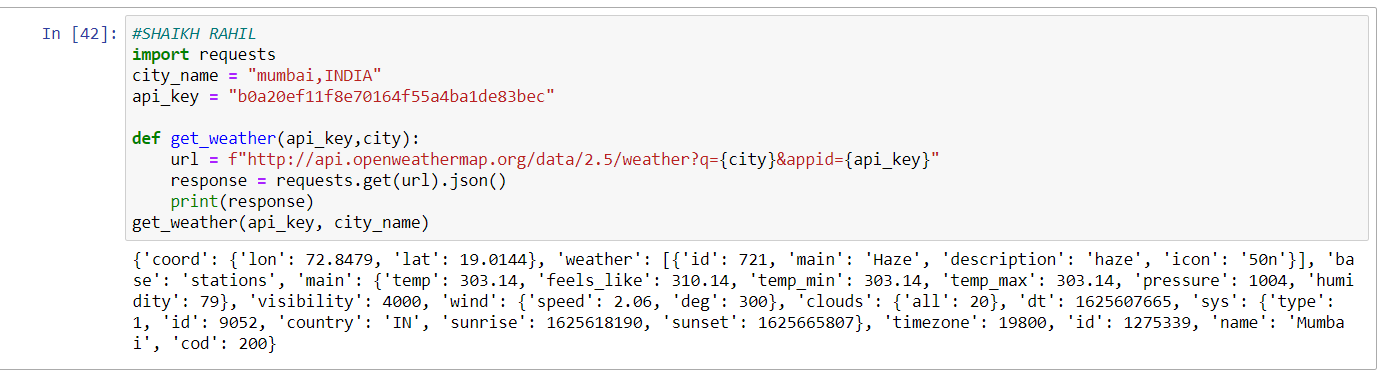 In [42]: #SHAIKH RAHIL
import requests
city_name = "mumbai,INDIA"
api_key = "b0a20ef11f8e70164f55a4ba1de83bec"
def get_weather(api_key,city):
    url = f"http://api.openweathermap.org/data/2.5/weather?q={city}&appid={api_key}"
    response = requests.get(url).json()
    print(response)
get_weather(api_key, city_name)
{'coord': {'lon': 72.8479, 'lat': 19.0144}, 'weather': [{'id': 721, 'main': 'Haze', 'description': 'haze', 'icon': '50n'}], 'ba
se': 'stations', 'main': {'temp': 303.14, 'feels_like': 310.14, 'temp_min': 303.14, 'temp_max': 303.14, 'pressure': 1004, 'humi
dity': 79}, 'visibility': 4000, 'wind': {'speed': 2.06, 'deg': 300}, 'clouds': {'all': 20}, 'dt': 1625607665, 'sys': {'type':
1, 'id': 9052, 'country': 'IN', 'sunrise': 1625618190, 'sunset': 1625665807}, 'timezone': 19800, 'id': 1275339, 'name': 'Mumba
i', 'cod': 200}